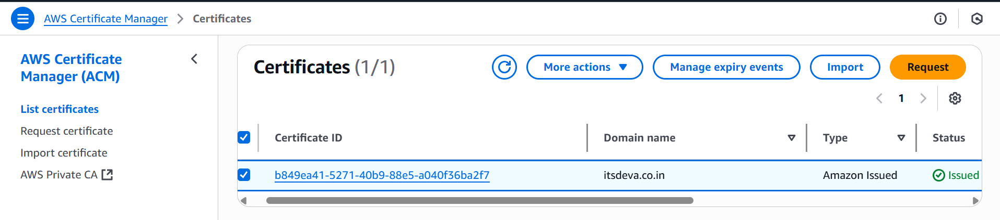 AWS Certificate Manager > Certificates
AWS Certificate
Manager (ACM)
List certificates
Request certificate
Import certificate
AWS Private CA
Certificates (1/1)
More actions
Manage expiry events
Import
Request
1
Certificate ID
Domain name
Type
Status
b849ea41-5271-40b9-88e5-a040f36ba2f7
itsdeva.co.in
Amazon Issued
Issued